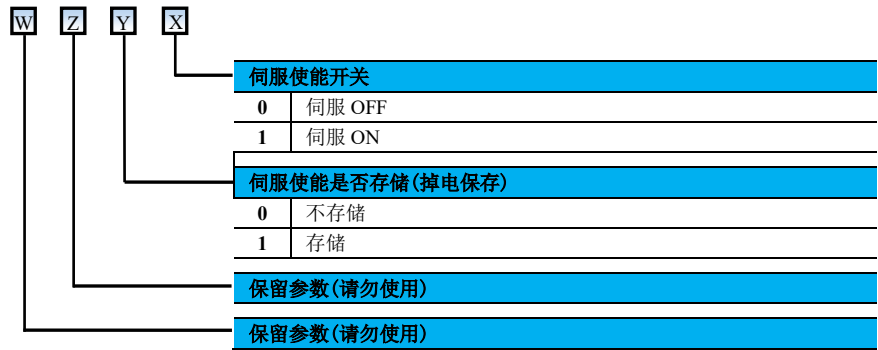 W Z Y X
伺服使能开关
0 伺服 OFF
1 伺服 ON
伺服使能是否存储(掉电保存)
0 不存储
1 存储
保留参数(请勿使用)
保留参数(请勿使用)